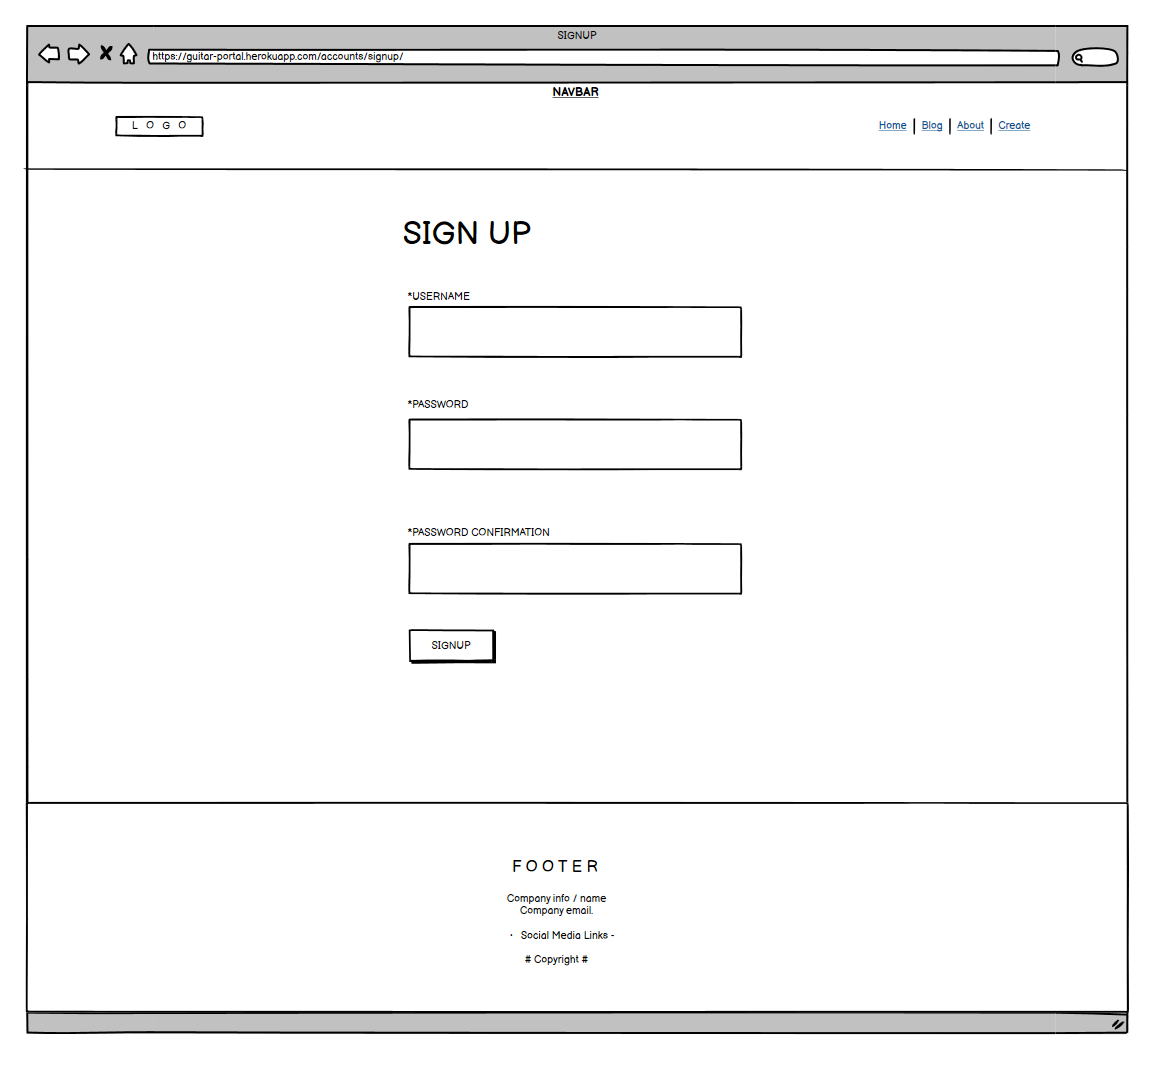 SIGNUP
https://guitar-portal.herokuapp.com/accounts/signup/
NAVBAR
L O G O
Home | Blog | About | Create
SIGN UP
*USERNAME
*PASSWORD
*PASSWORD CONFIRMATION
SIGNUP
FOOTER
Company info / name
Company email.
· Social Media Links -
# Copyright #